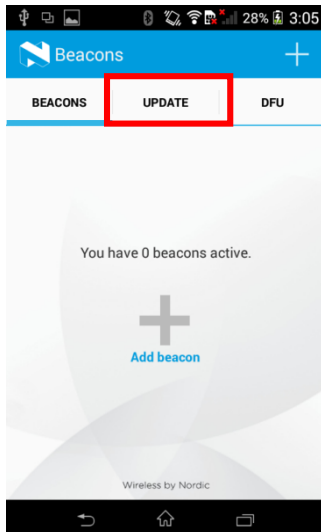 28% 3:05
Beacons
BEACONS UPDATE DFU
You have 0 beacons active.
Add beacon
Wireless by Nordic